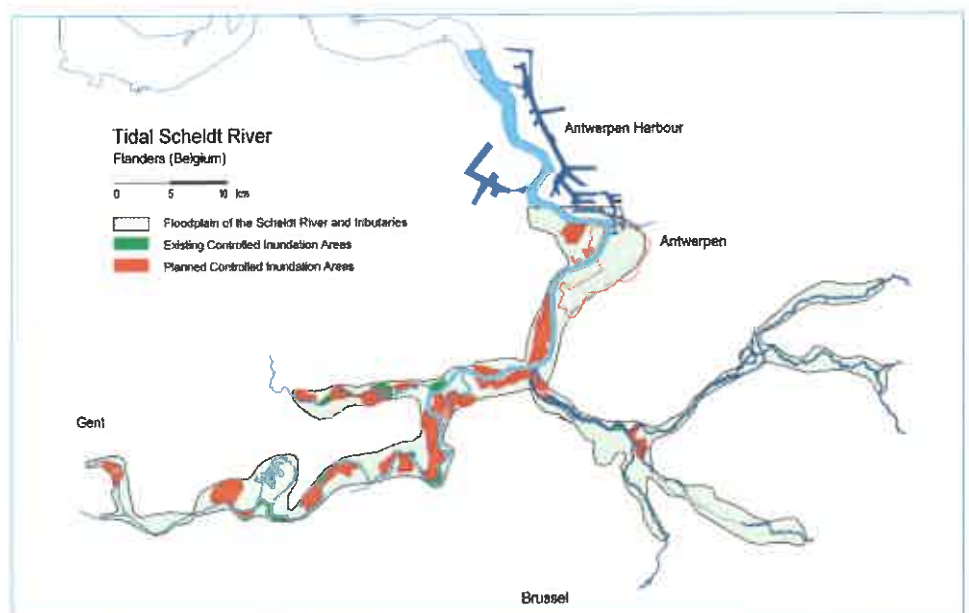 Tidal Scheldt River
Flanders (Belgium)
0 5 10 km
Floodplain of the Scheldt River and tributaries
Existing Controlled Inundation Areas
Planned Controlled Inundation Areas
Antwerpen Harbour
Antwerpen
Gent
Brussel